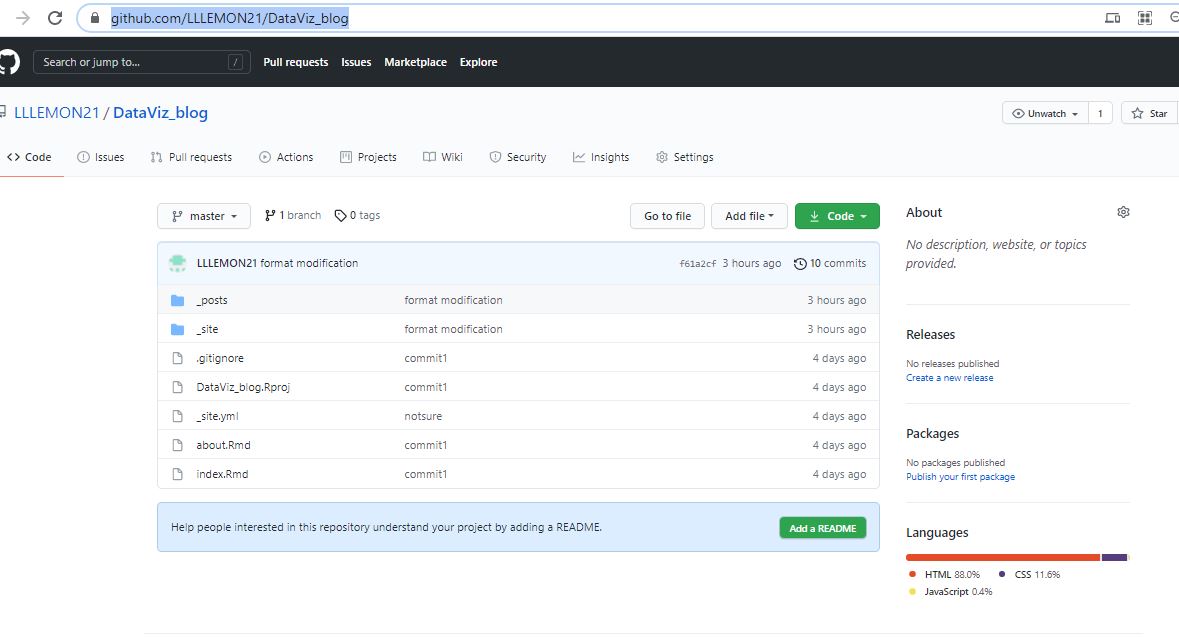 github.com/LLLEMON21/DataViz_blog
Search or jump to... /
Pull requests Issues Marketplace Explore
LLLEMON21 / DataViz_blog
Unwatch 1 Star
<> Code Issues Pull requests Actions Projects Wiki Security Insights Settings
master 1 branch 0 tags Go to file Add file Code
LLLEMON21 format modification f61a2cf 3 hours ago 10 commits
_posts format modification 3 hours ago
_site format modification 3 hours ago
.gitignore commit1 4 days ago
DataViz_blog.Rproj commit1 4 days ago
_site.yml notsure 4 days ago
about.Rmd commit1 4 days ago
index.Rmd commit1 4 days ago
Help people interested in this repository understand your project by adding a README. Add a README
About
No description, website, or topics
provided.
Releases
No releases published
Create a new release
Packages
No packages published
Publish your first package
Languages
HTML 88.0% CSS 11.6%
JavaScript 0.4%